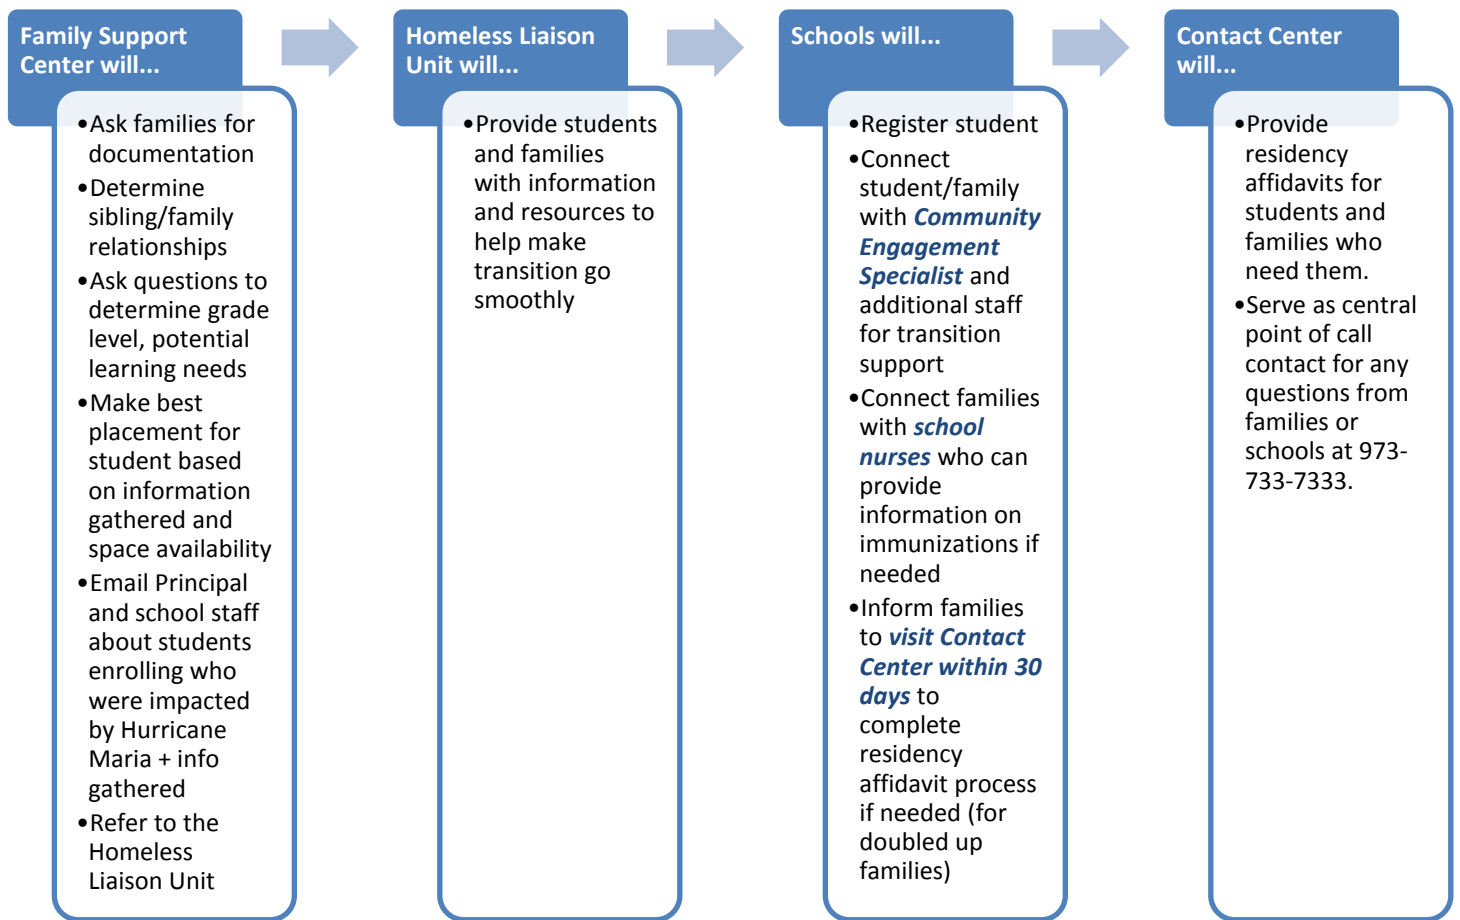 Family Support
Center will...
•Ask families for
documentation
•Determine
sibling/family
relationships
•Ask questions to
determine grade
level, potential
learning needs
•Make best
placement for
student based
on information
gathered and
space availability
•Email Principal
and school staff
about students
enrolling who
were impacted
by Hurricane
Maria + info
gathered
•Refer to the
Homeless
Liaison Unit
Homeless Liaison
Unit will...
•Provide students
and families
with information
and resources to
help make
transition go
smoothly
Schools will...
•Register student
•Connect
student/family
with Community
Engagement
Specialist and
additional staff
for transition
support
•Connect families
with school
nurses who can
provide
information on
immunizations if
needed
•Inform families
to visit Contact
Center within 30
days to
complete
residency
affidavit process
if needed (for
doubled up
families)
Contact Center
will...
•Provide
residency
affidavits for
students and
families who
need them.
•Serve as central
point of call
contact for any
questions from
families or
schools at 973-
733-7333.